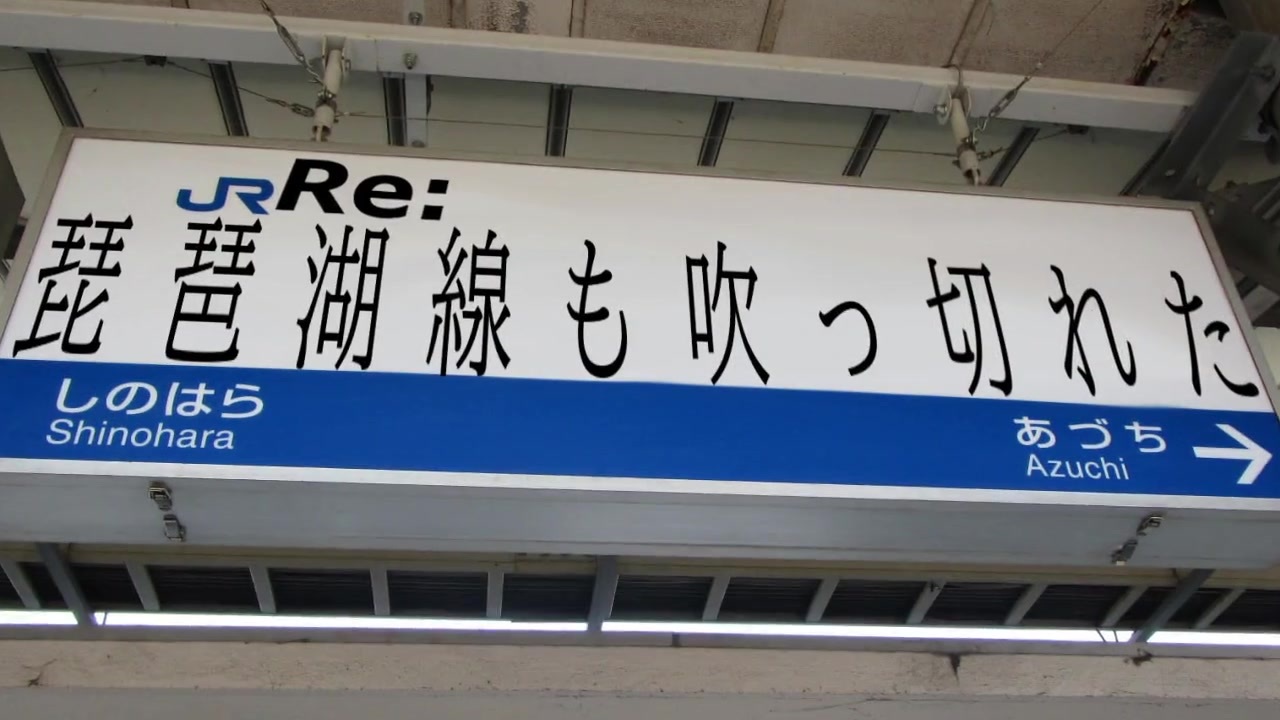 JR Re:
琵琶湖線も吹っ切れた
しのはら
Shinohara
あづち
Azuchi